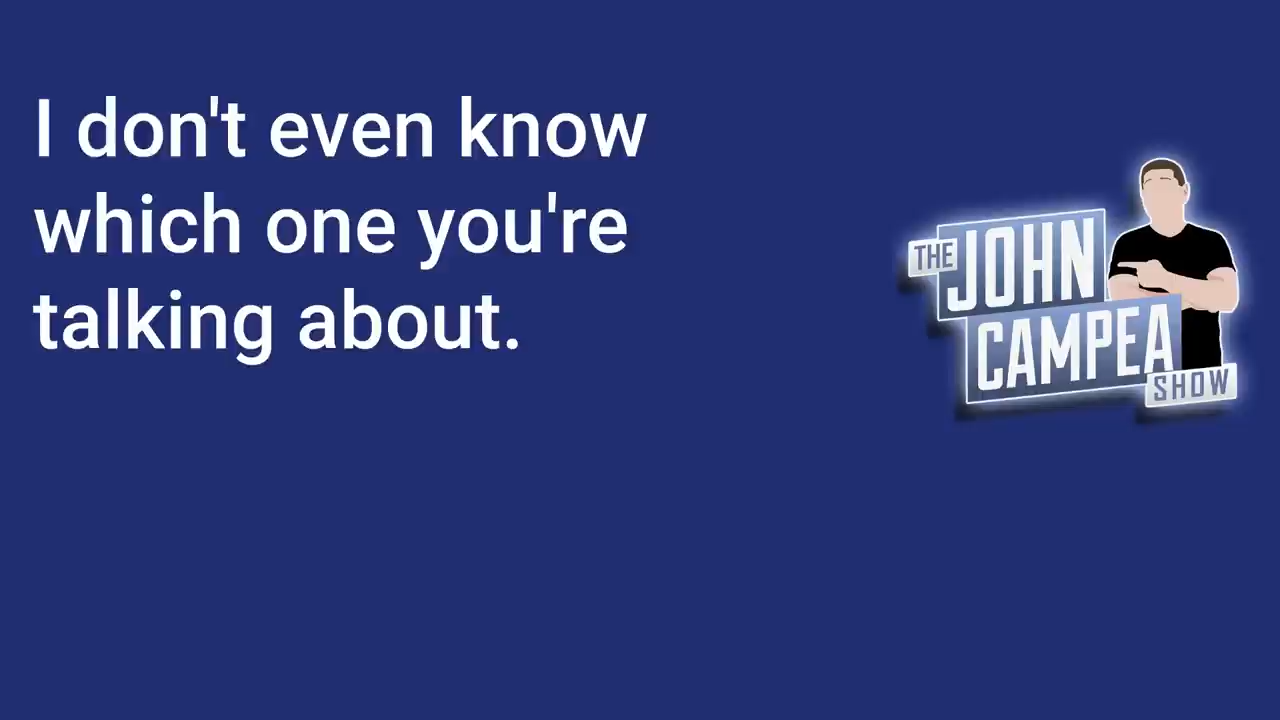 I don't even know
which one you're
talking about.
THE
JOHN
CAMPEA
SHOW